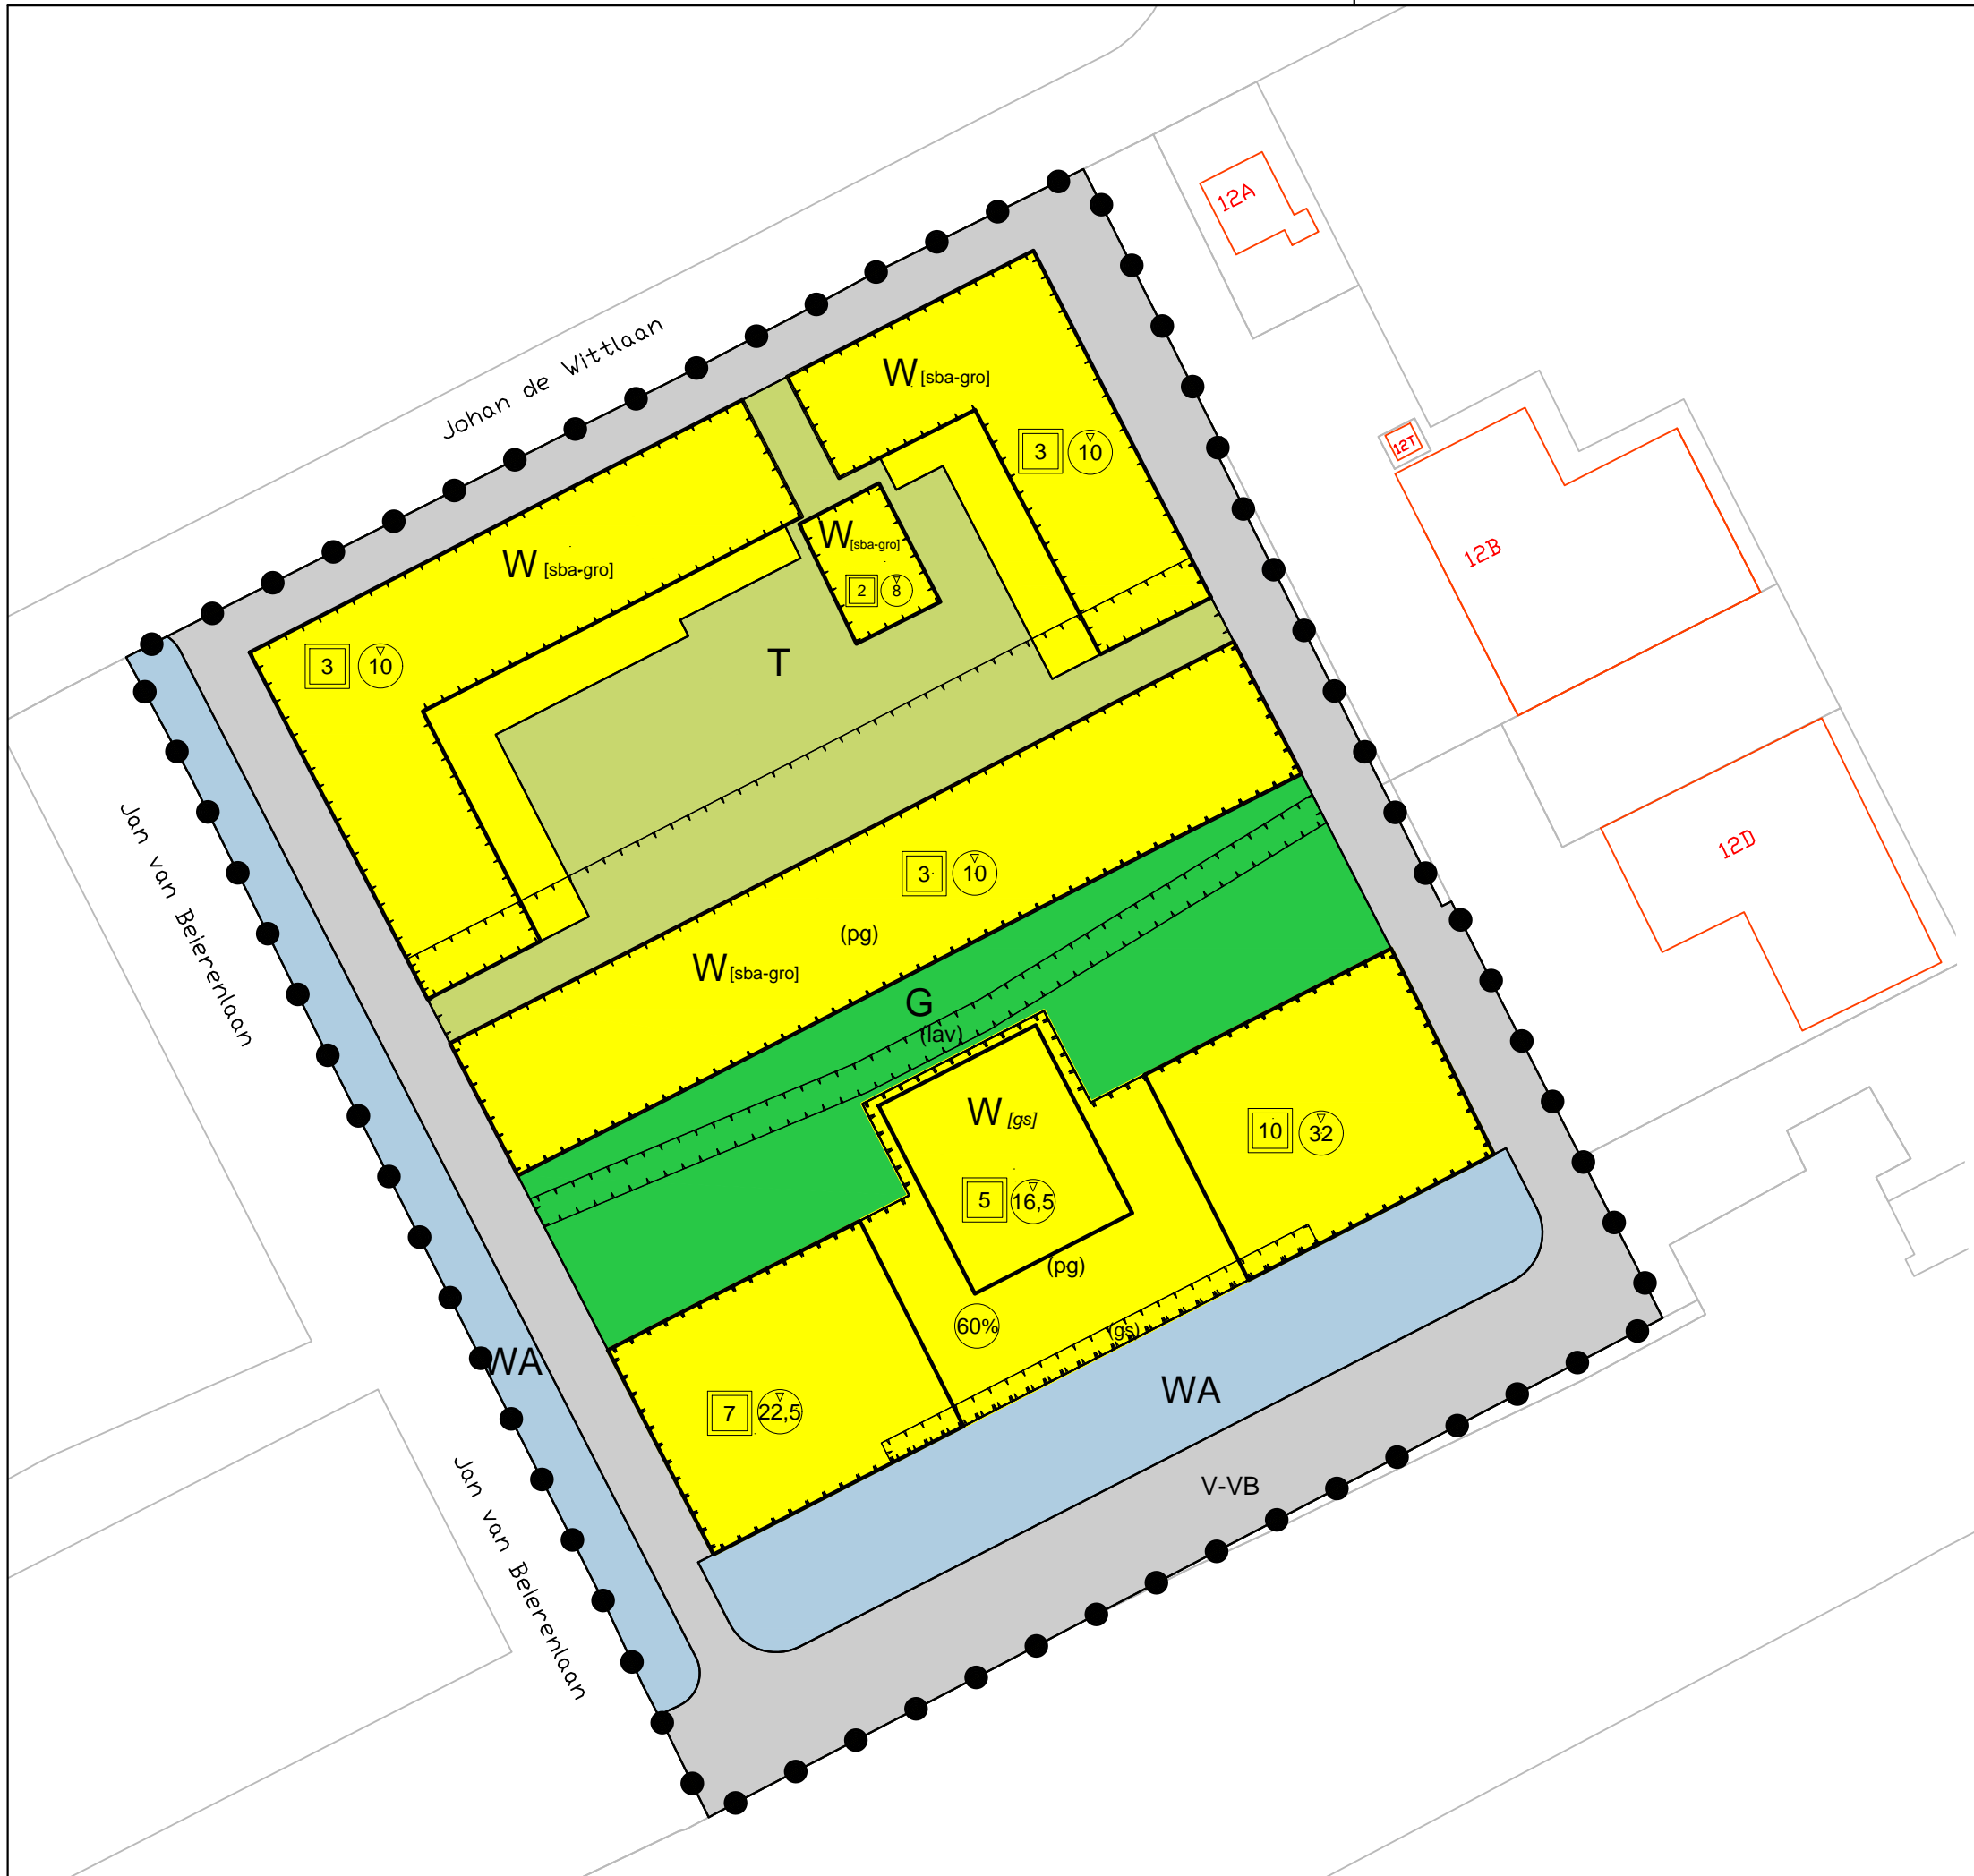 12A
Johan de Wittlaan
W [sba-gro]
3 10
12T
W [sba-gro]
W [sba-gro]
2 8
12B
T
3 10
Jan van Beierenlaan
12D
3 10
(pg)
W [sba-gro]
G
(lav)
W [gs]
10 32
5 16,5
(pg)
60%
(gs)
WA
WA
7 22,5
V-VB
Jan van Beierenlaan